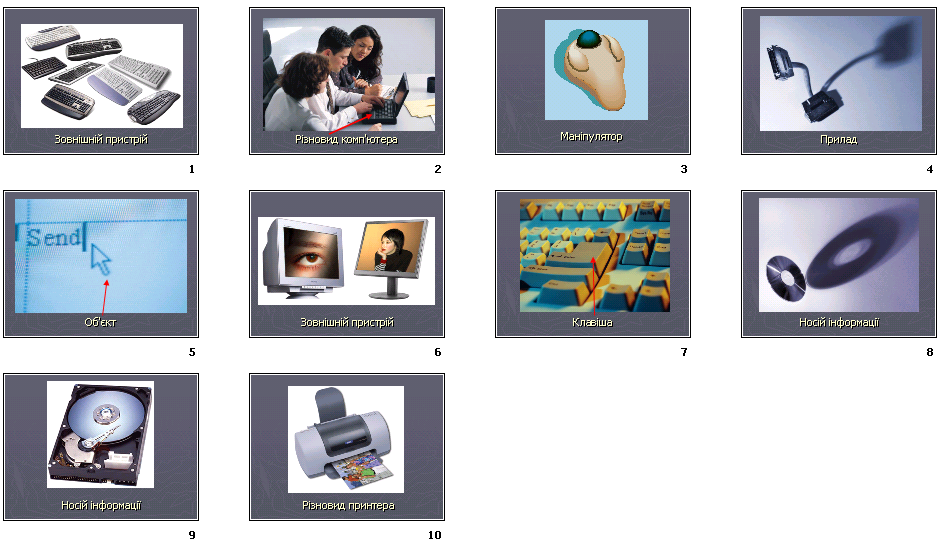 Зовнішній пристрій
1
Різновид комп'ютера
2
Маніпулятор
3
Прилад
4
Send
Об'єкт
5
Зовнішній пристрій
6
Клавіша
7
Носій інформації
8
Носій інформації
9
Різновид принтера
10